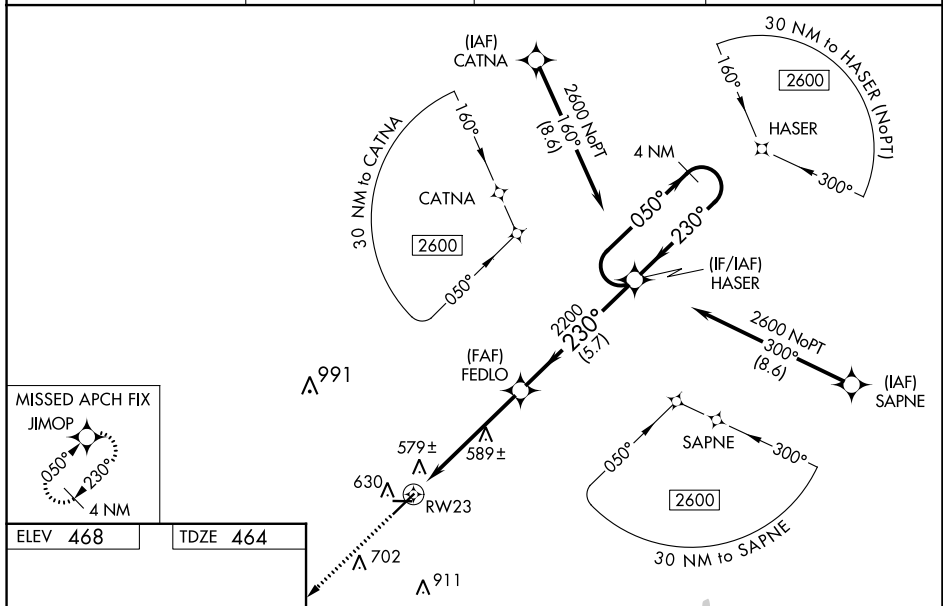 (IAF)
CATNA
2600 NoPT
160°
(8.6)
30 NM to HASER (NoPT)
160°
2600
HASER
300°
30 NM to CATNA
160°
CATNA
2600
050°
4 NM
050°
230°
(IF/IAF)
HASER
2200
230°
(5.7)
2600 NoPT
300°
(8.6)
(IAF)
SAPNE
(FAF)
FEDLO
991
579±
589±
630
RW23
702
911
050°
SAPNE
300°
2600
30 NM to SAPNE
MISSED APCH FIX
JIMOP
050°
230°
4 NM
ELEV 468
TDZE 464